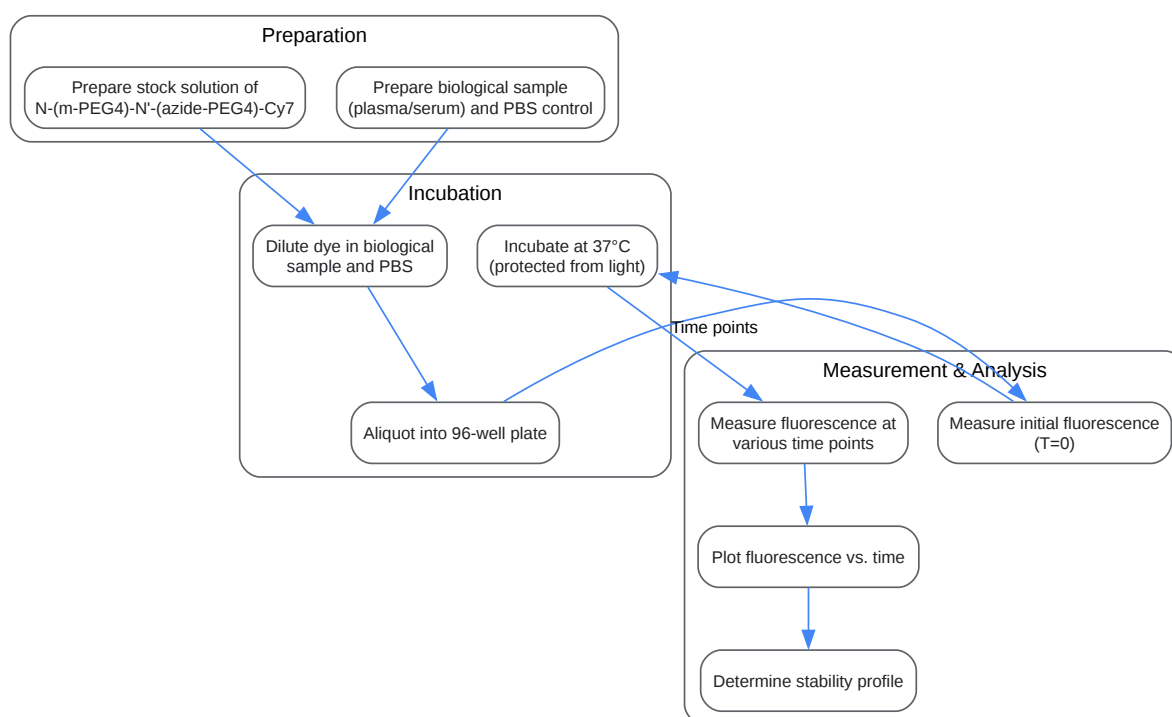 Preparation
Prepare stock solution of
N-(m-PEG4)-N'-(azide-PEG4)-Cy7
Prepare biological sample
(plasma/serum) and PBS control
Incubation
Dilute dye in biological
sample and PBS
Incubate at 37°C
(protected from light)
Time points
Aliquot into 96-well plate
Measurement & Analysis
Measure fluorescence at
various time points
Measure initial fluorescence
(T=0)
Plot fluorescence vs. time
Determine stability profile